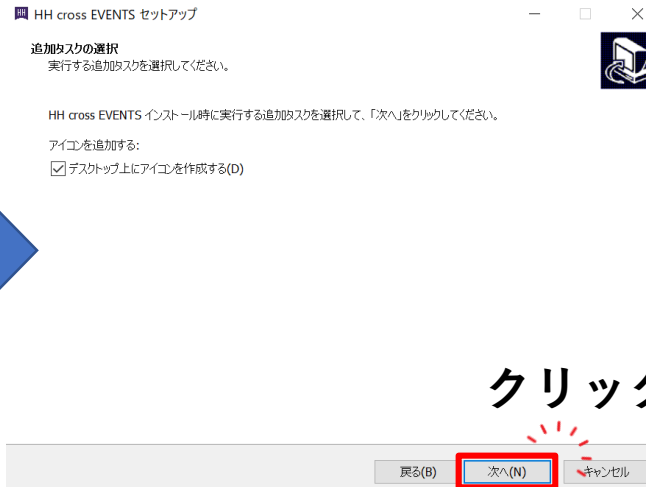 HH cross EVENTS セットアップ
追加タスクの選択
実行する追加タスクを選択してください。
HH cross EVENTS インストール時に実行する追加タスクを選択して、「次へ」をクリックしてください。
アイコンを追加する:
デスクトップ上にアイコンを作成する(D)
クリック
戻る(B) 次へ(N) キャンセル